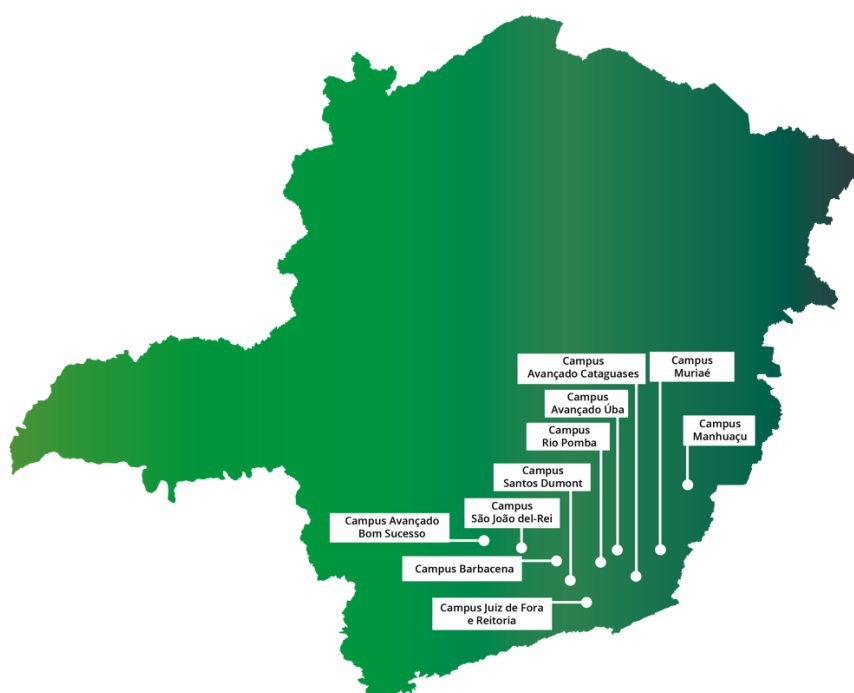 Campus
Avançado Cataguases
Campus
Muriaé
Campus
Avançado Úba
Campus
Rio Pomba
Campus
Manhuaçu
Campus
Santos Dumont
Campus
São João del-Rei
Campus Avançado
Bom Sucesso
Campus Barbacena
Campus Juiz de Fora
e Reitoria